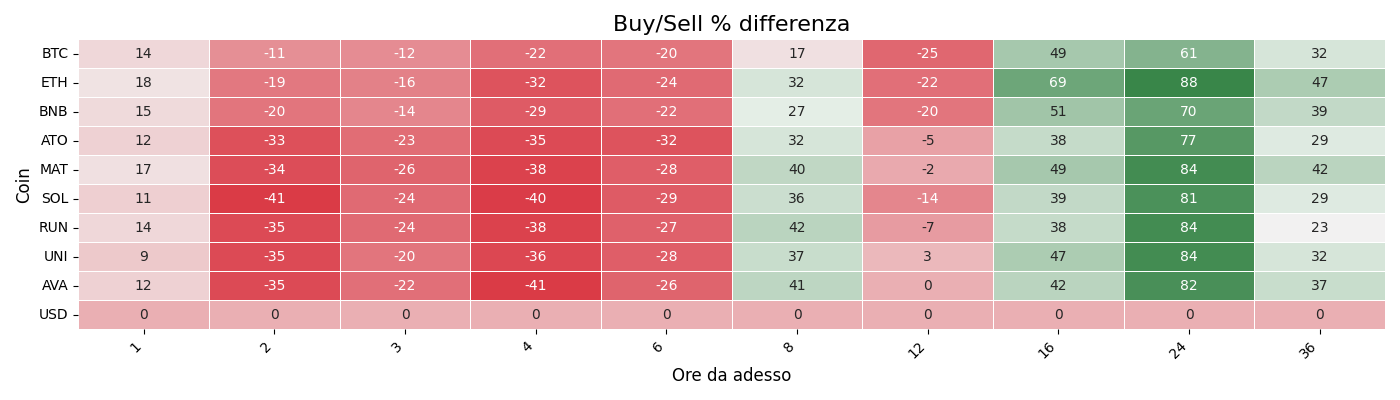 Buy/Sell % differenza
Coin
BTC 14 -11 -12 -22 -20 17 -25 49 61 32
ETH 18 -19 -16 -32 -24 32 -22 69 88 47
BNB 15 -20 -14 -29 -22 27 -20 51 70 39
ATO 12 -33 -23 -35 -32 32 -5 38 77 29
MAT 17 -34 -26 -38 -28 40 -2 49 84 42
SOL 11 -41 -24 -40 -29 36 -14 39 81 29
RUN 14 -35 -24 -38 -27 42 -7 38 84 23
UNI 9 -35 -20 -36 -28 37 3 47 84 32
AVA 12 -35 -22 -41 -26 41 0 42 82 37
USD 0 0 0 0 0 0 0 0 0 0
1 2 3 4 6 8 12 16 24 36
Ore da adesso